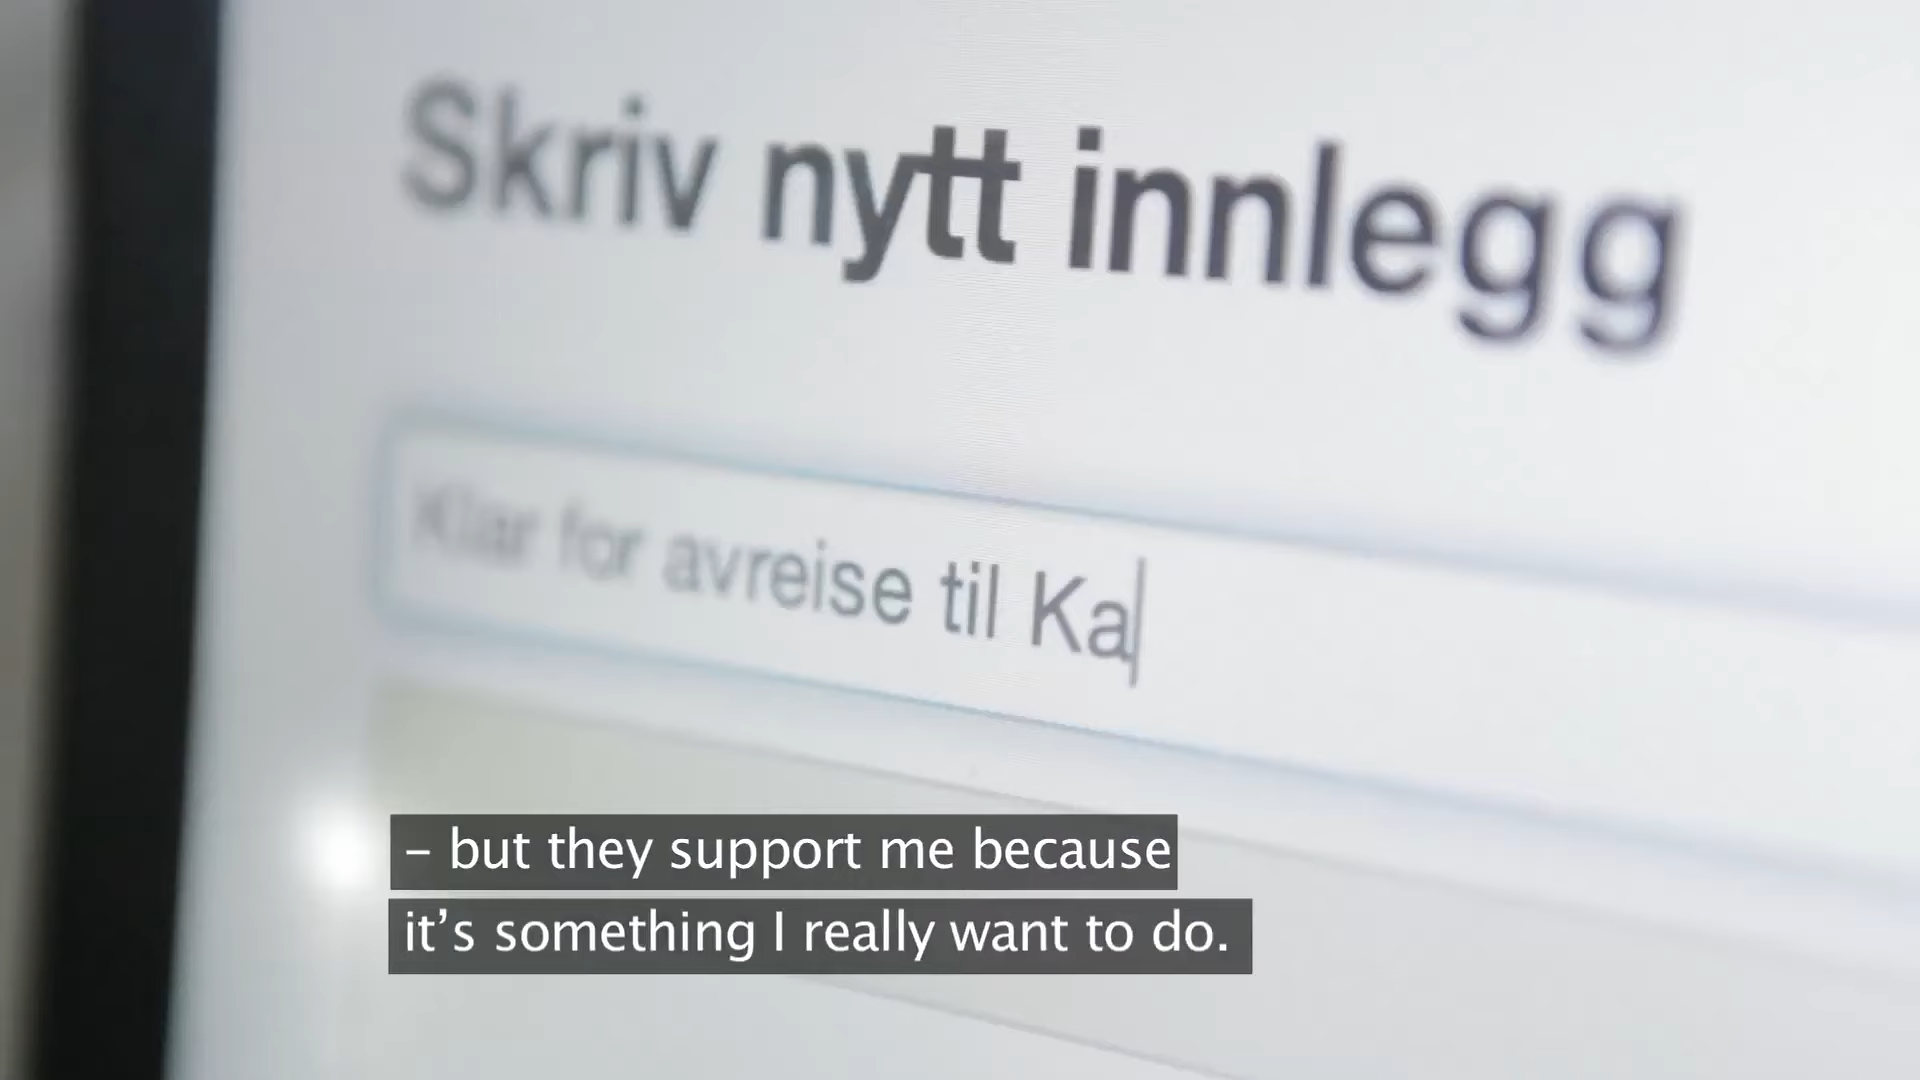 Skriv nytt innlegg
Klar for avreise til Ka
– but they support me because
it’s something I really want to do.